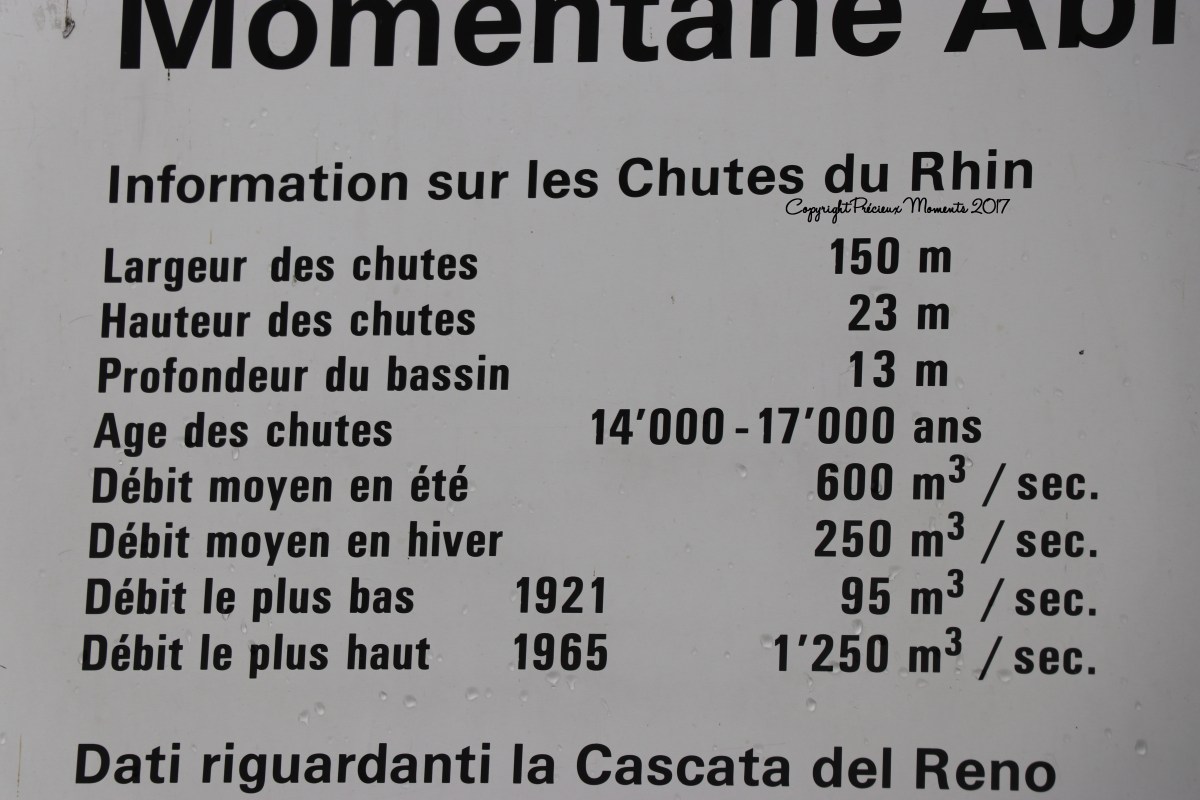 Momentane
Information sur les Chutes du Rhin
Copyright Précieux Moments 2017
Largeur des chutes 150 m
Hauteur des chutes 23 m
Profondeur du bassin 13 m
Age des chutes 14'000 - 17'000 ans
Débit moyen en été 600 m³ / sec.
Débit moyen en hiver 250 m³ / sec.
Débit le plus bas 1921 95 m³ / sec.
Débit le plus haut 1965 1'250 m³ / sec.
Dati riguardanti la Cascata del Reno